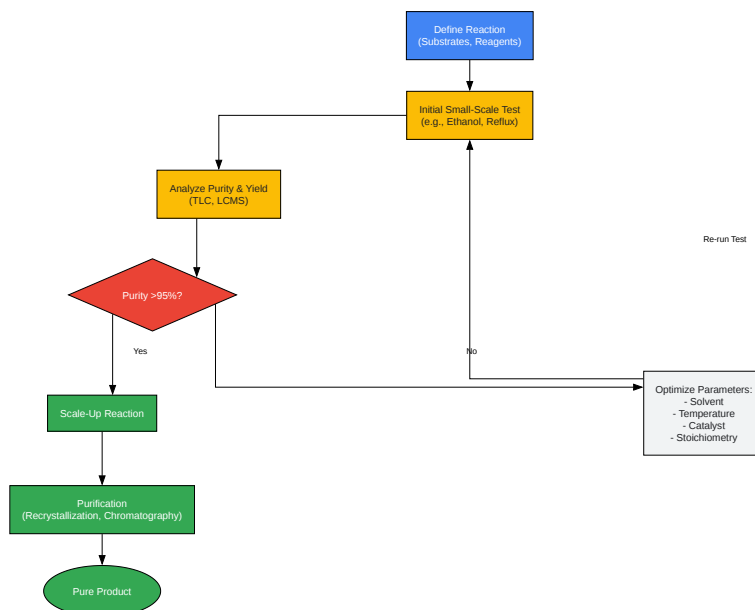 Define Reaction
(Substrates, Reagents)
Initial Small-Scale Test
(e.g., Ethanol, Reflux)
Analyze Purity & Yield
(TLC, LCMS)
Re-run Test
Purity >95%?
Yes
No
Optimize Parameters:
- Solvent
- Temperature
- Catalyst
- Stoichiometry
Scale-Up Reaction
Purification
(Recrystallization, Chromatography)
Pure Product